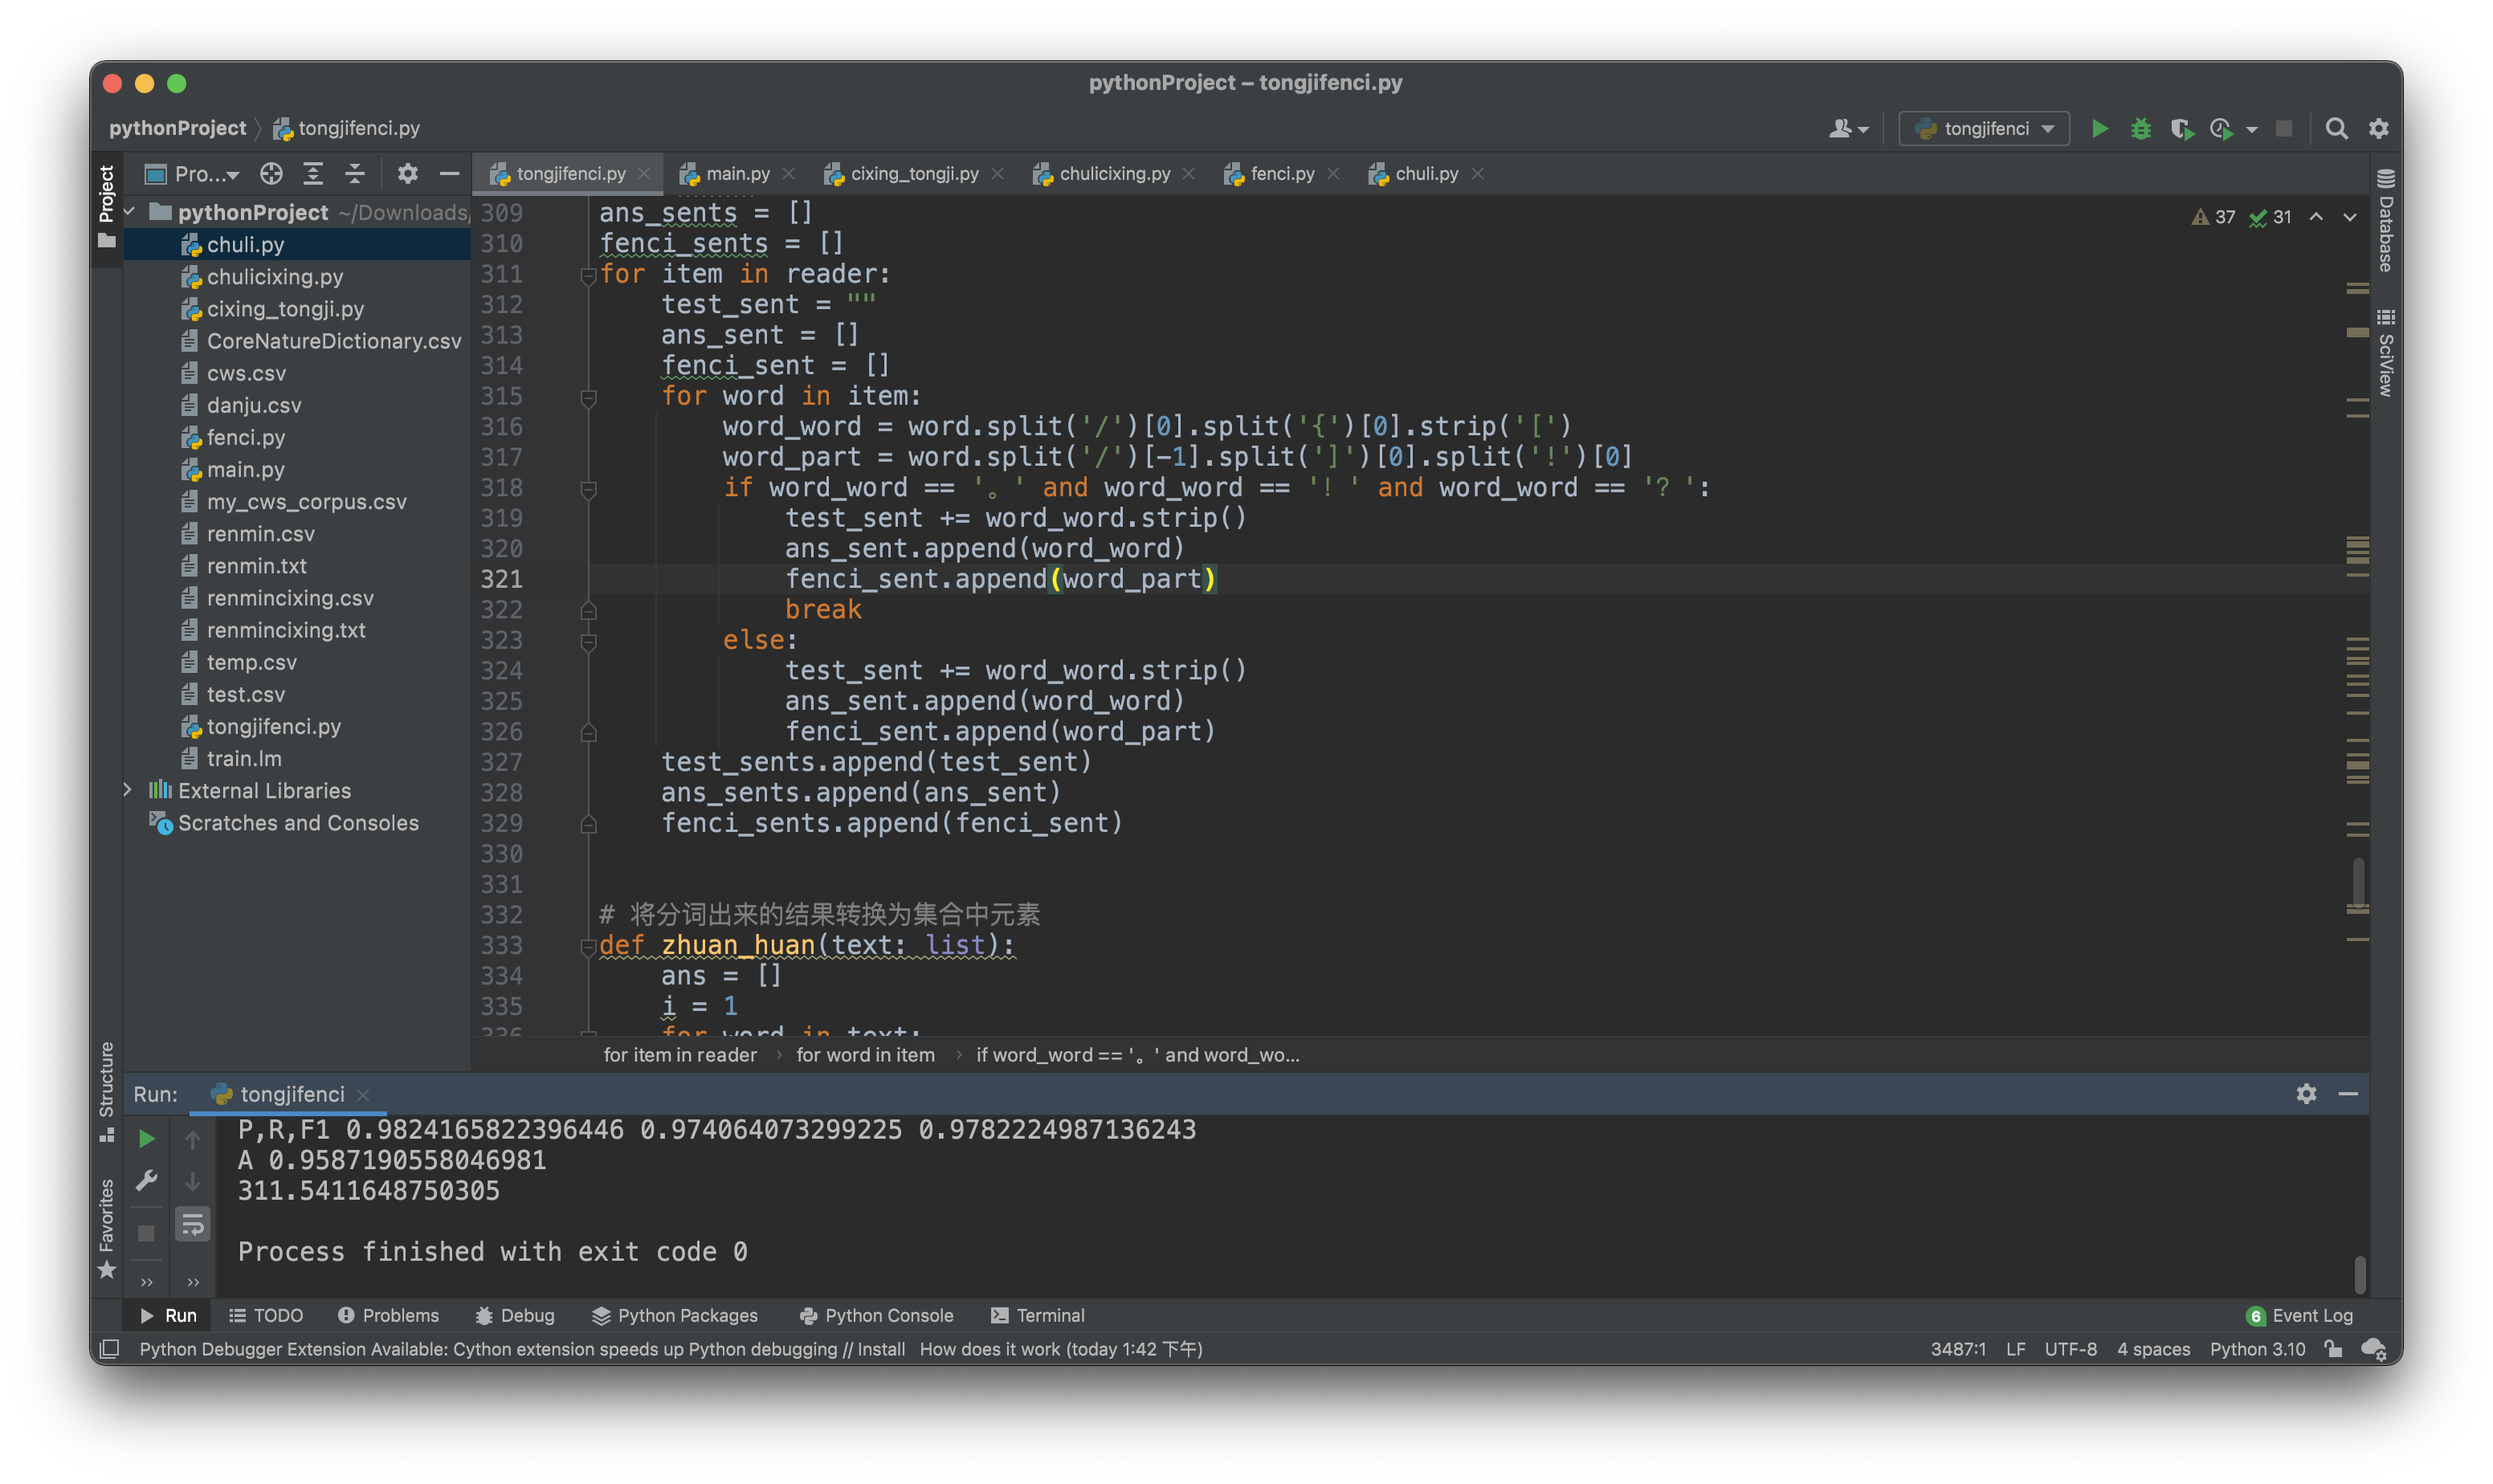 pythonProject – tongjifenci.py
pythonProject
tongjifenci.py
tongjifenci
Project
Pro...
tongjifenci.py
main.py
cixing_tongji.py
chulicixing.py
fenci.py
chuli.py
pythonProject ~/Downloads/
chuli.py
chulicixing.py
cixing_tongji.py
CoreNatureDictionary.csv
cws.csv
danju.csv
fenci.py
main.py
my_cws_corpus.csv
renmin.csv
renmin.txt
renmincixing.csv
renmincixing.txt
temp.csv
test.csv
tongjifenci.py
train.lm
External Libraries
Scratches and Consoles
37 31
Database
SciView
309 ans_sents = []
310 fenci_sents = []
311 for item in reader:
312 test_sent = ""
313 ans_sent = []
314 fenci_sent = []
315 for word in item:
316 word_word = word.split('/')[0].split('{')[0].strip('[')
317 word_part = word.split('/')[-1].split(']')[0].split('!')[0]
318 if word_word == '。' and word_word == '！' and word_word == '？':
319 test_sent += word_word.strip()
320 ans_sent.append(word_word)
321 fenci_sent.append(word_part)
322 break
323 else:
324 test_sent += word_word.strip()
325 ans_sent.append(word_word)
326 fenci_sent.append(word_part)
327 test_sents.append(test_sent)
328 ans_sents.append(ans_sent)
329 fenci_sents.append(fenci_sent)
330
331
332 # 将分词出来的结果转换为集合中元素
333 def zhuan_huan(text: list):
334 ans = []
335 i = 1
336 for word in text:
for item in reader › for word in item › if word_word == '。' and word_wo...
Structure
Favorites
Run: tongjifenci
P,R,F1 0.9824165822396446 0.974064073299225 0.9782224987136243
A 0.9587190558046981
311.5411648750305
Process finished with exit code 0
Run TODO Problems Debug Python Packages Python Console Terminal
6 Event Log
Python Debugger Extension Available: Cython extension speeds up Python debugging // Install How does it work (today 1:42 下午)
3487:1 LF UTF-8 4 spaces Python 3.10